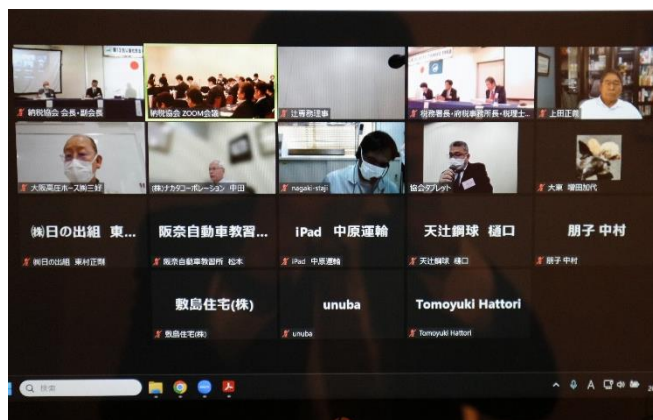 納税協会 会長・副会長
納税協会 ZOOM会議
辻専務理事
税務署長・府税事務所長・税理士...
上田正義
大阪高圧ホース㈱三好
(株)ナカタコーポレーション 中田
nagaki-staji
協会タブレット
大東 増田加代
㈱日の出組 東...
阪奈自動車教習...
iPad 中原運輸
天辻鋼球 樋口
朋子 中村
㈱日の出組 東村正剛
阪奈自動車教習所 松本
iPad 中原運輸
天辻鋼球 樋口
朋子 中村
敷島住宅(株)
unuba
Tomoyuki Hattori
敷島住宅(株)
unuba
Tomoyuki Hattori
検索
A